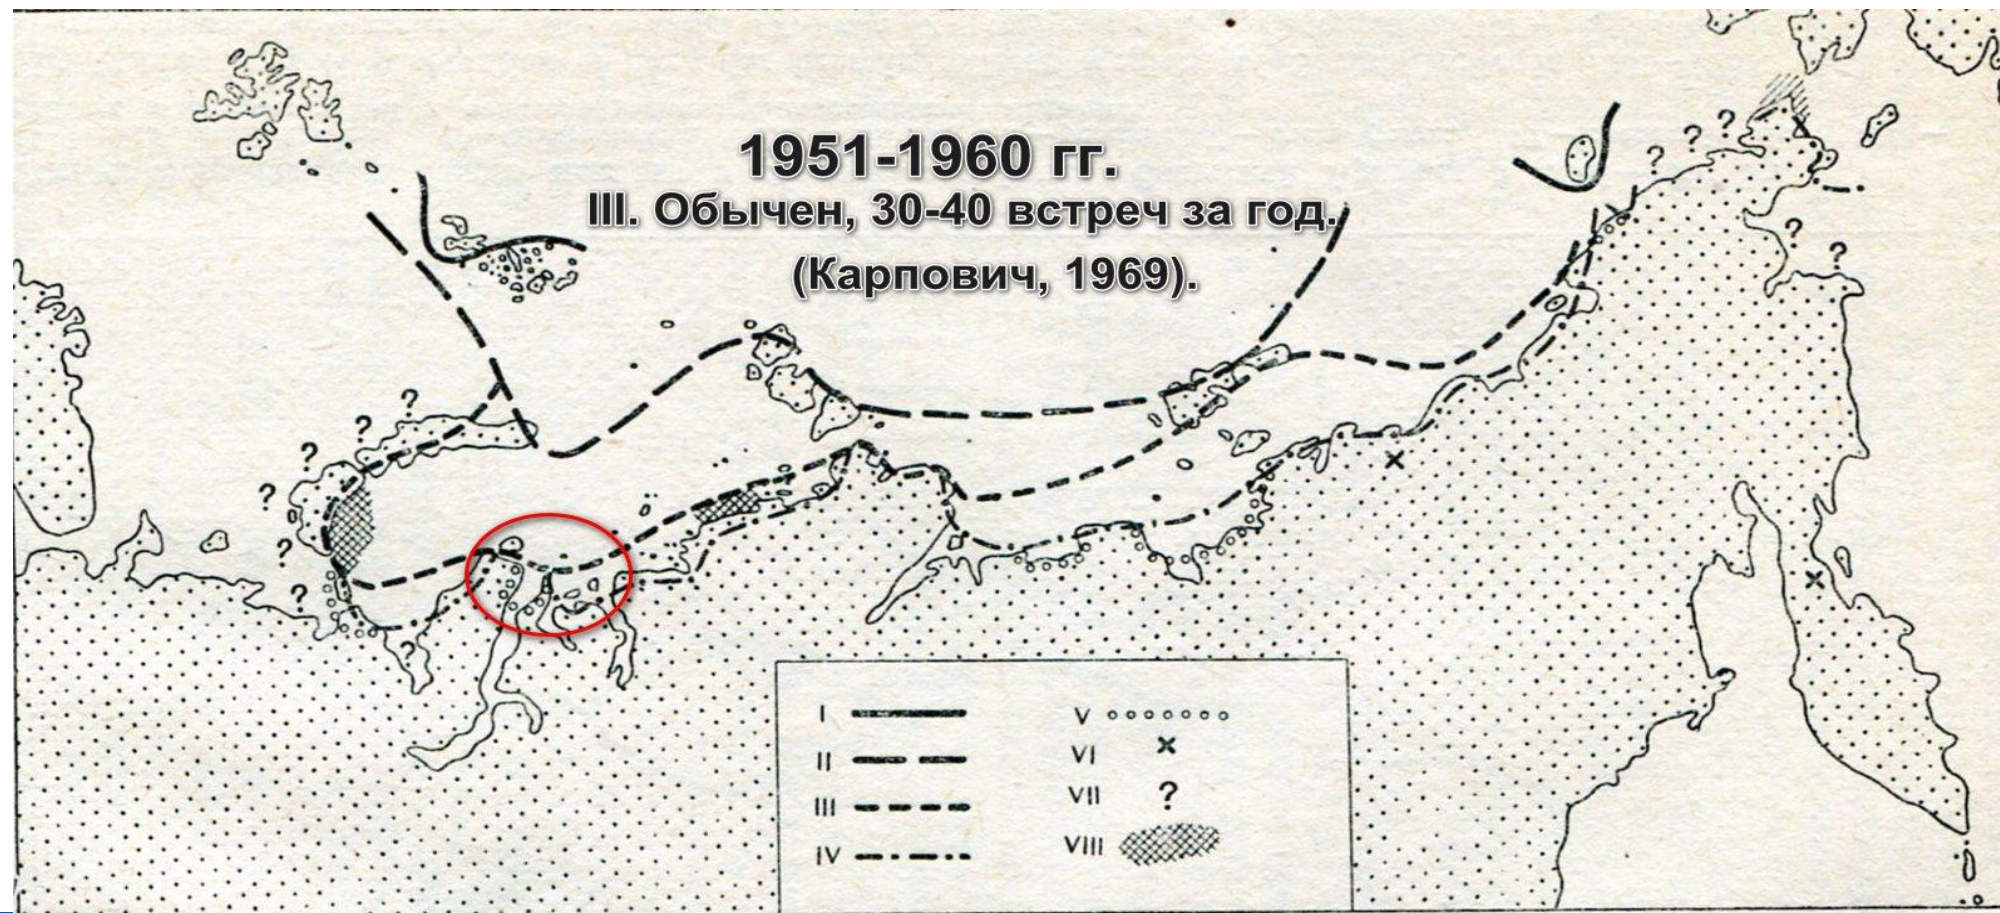 1951-1960 гг.
III. Обычен, 30-40 встреч за год.
(Карпович, 1969).
? ? ?
? ?
? ?
?
?
?
?
?
I
II
III
IV
V
VI
VII ?
VIII